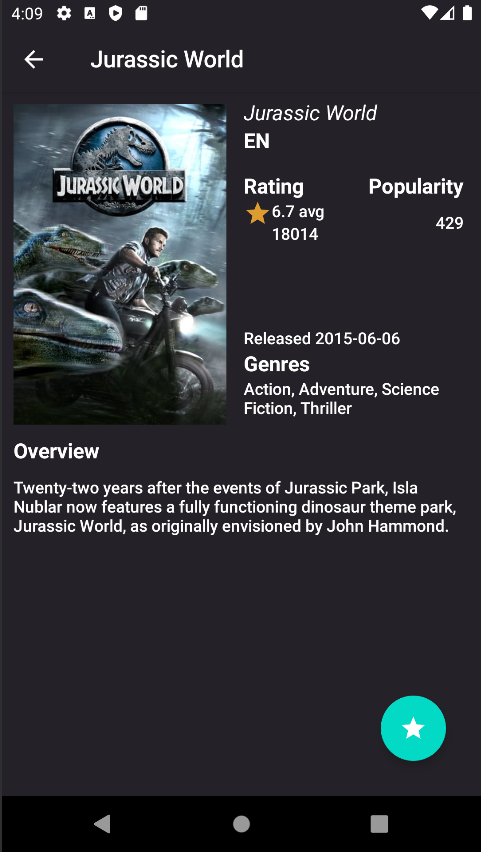 4:09
Jurassic World
JURASSIC WORLD
Jurassic World
EN
Rating Popularity
6.7 avg
18014
429
Released 2015-06-06
Genres
Action, Adventure, Science
Fiction, Thriller
Overview
Twenty-two years after the events of Jurassic Park, Isla
Nublar now features a fully functioning dinosaur theme park,
Jurassic World, as originally envisioned by John Hammond.